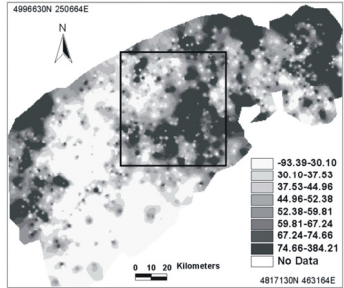 4996630N 250664E
N
-93.39-30.10
30.10-37.53
37.53-44.96
44.96-52.38
52.38-59.81
59.81-67.24
67.24-74.66
74.66-384.21
No Data
0 10 20 Kilometers
4817130N 463164E